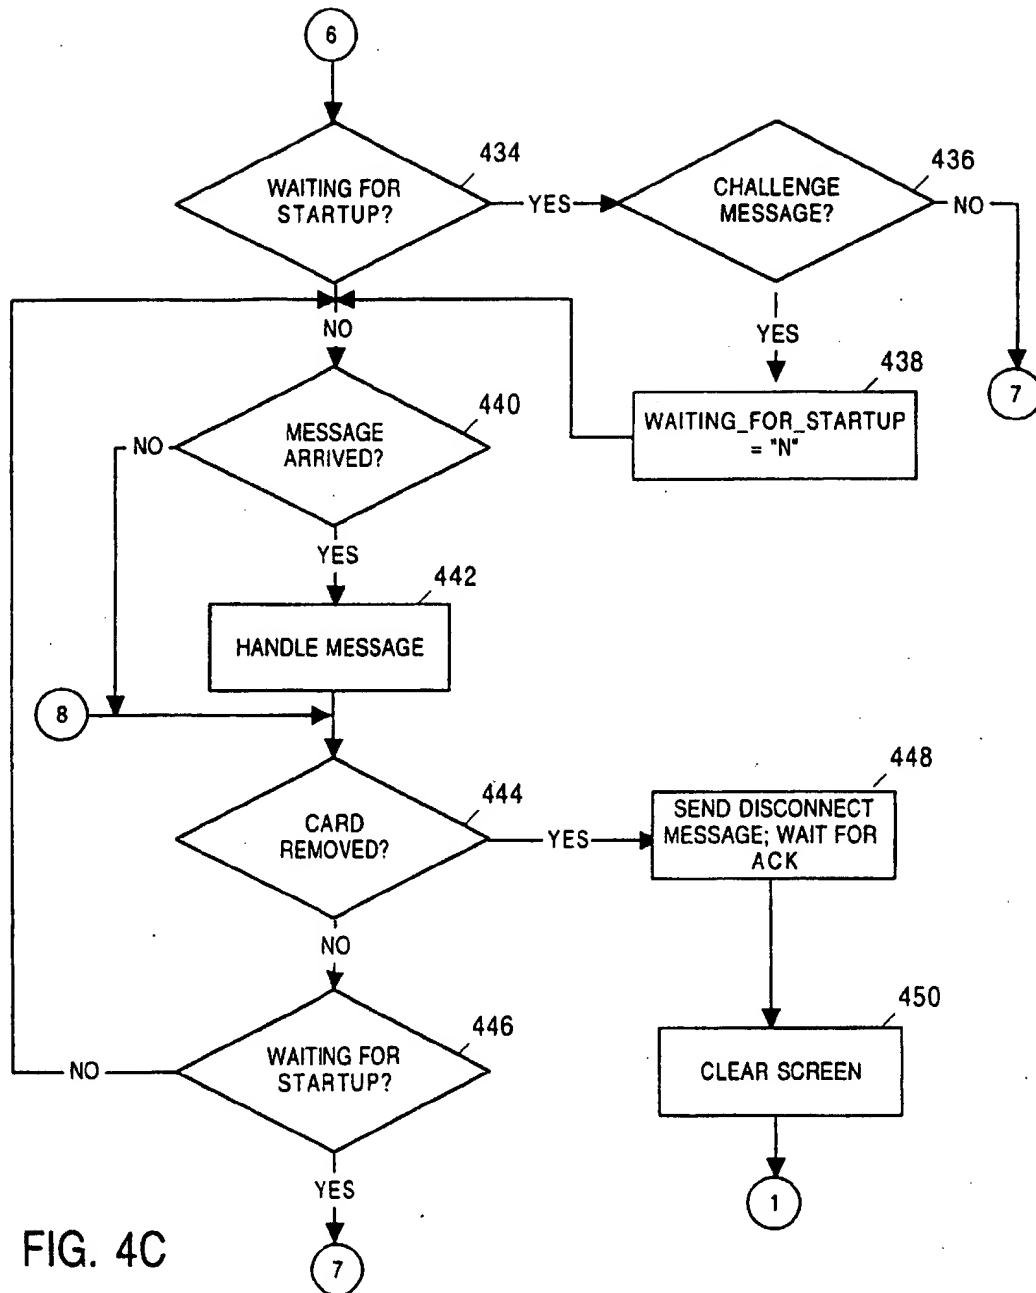 6
434
WAITING FOR
STARTUP?
YES
436
CHALLENGE
MESSAGE?
NO
7
NO
YES
438
WAITING_FOR_STARTUP
= "N"
440
MESSAGE
ARRIVED?
NO
YES
442
HANDLE MESSAGE
8
444
CARD
REMOVED?
YES
448
SEND DISCONNECT
MESSAGE; WAIT FOR
ACK
NO
446
WAITING FOR
STARTUP?
NO
450
CLEAR SCREEN
YES
1
7
FIG. 4C